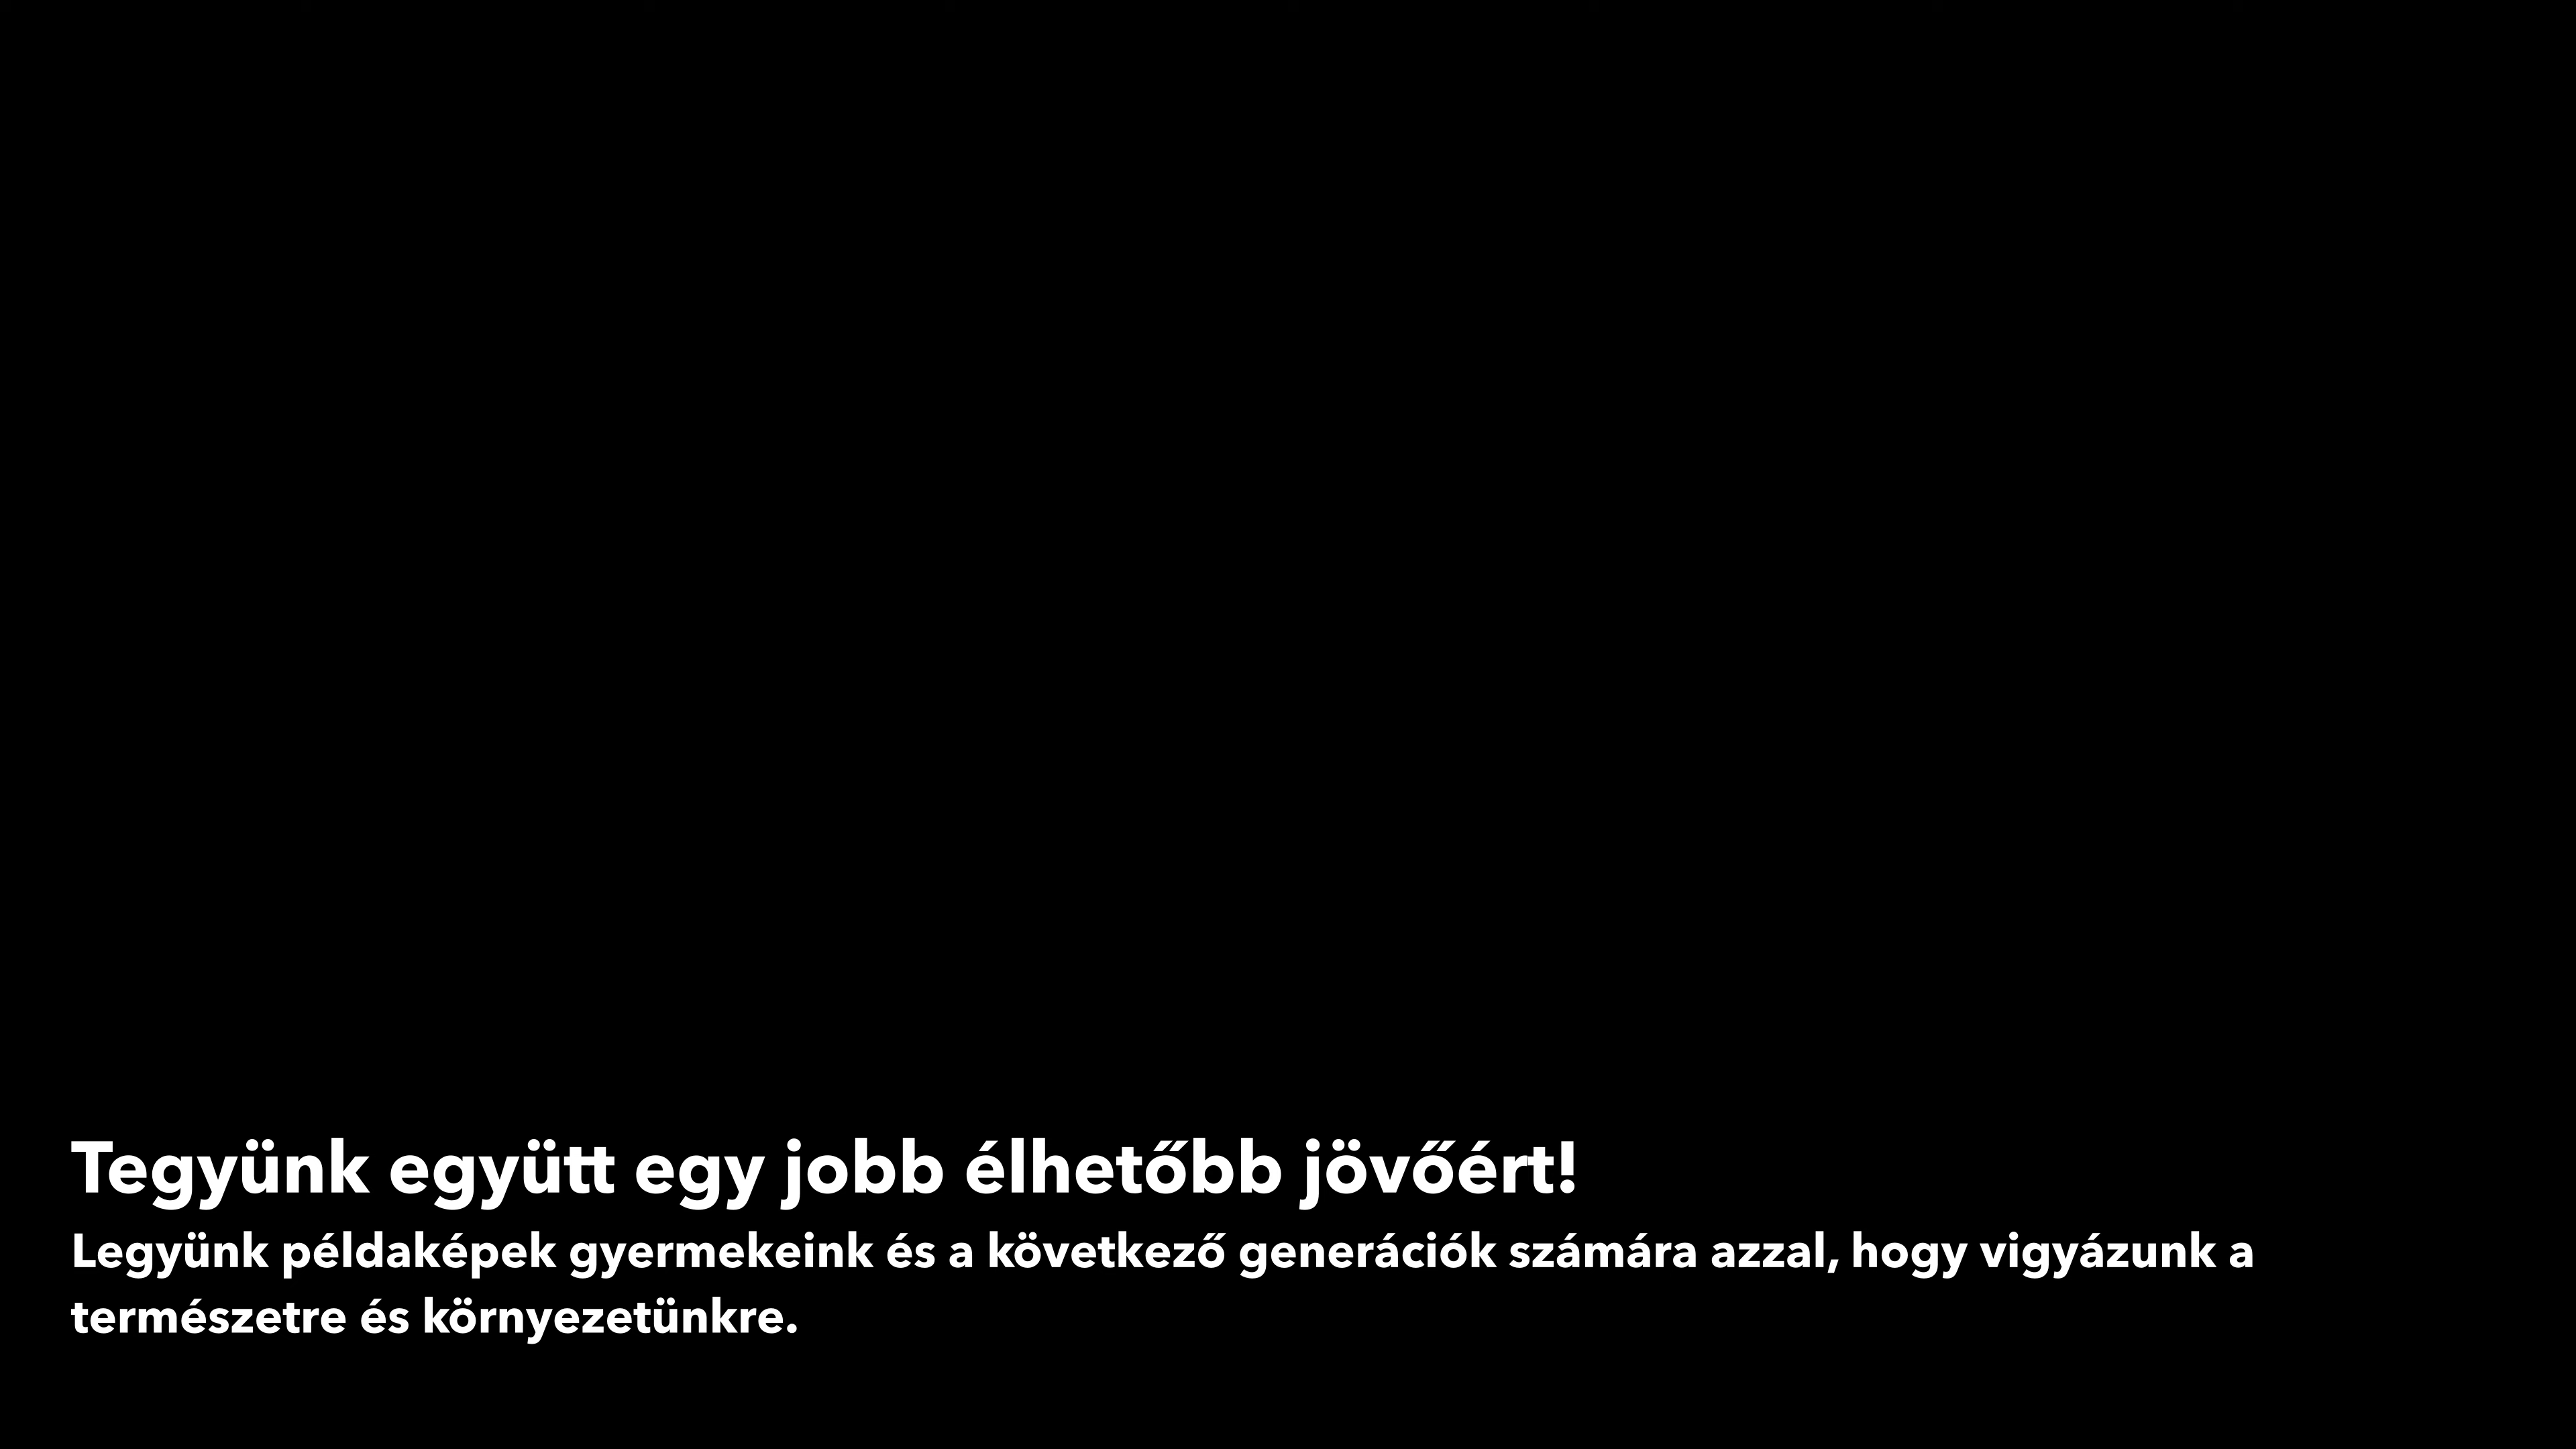 Tegyünk együtt egy jobb élhetőbb jövőért!
Legyünk példaképek gyermekeink és a következő generációk számára azzal, hogy vigyázunk a
természetre és környezetünkre.